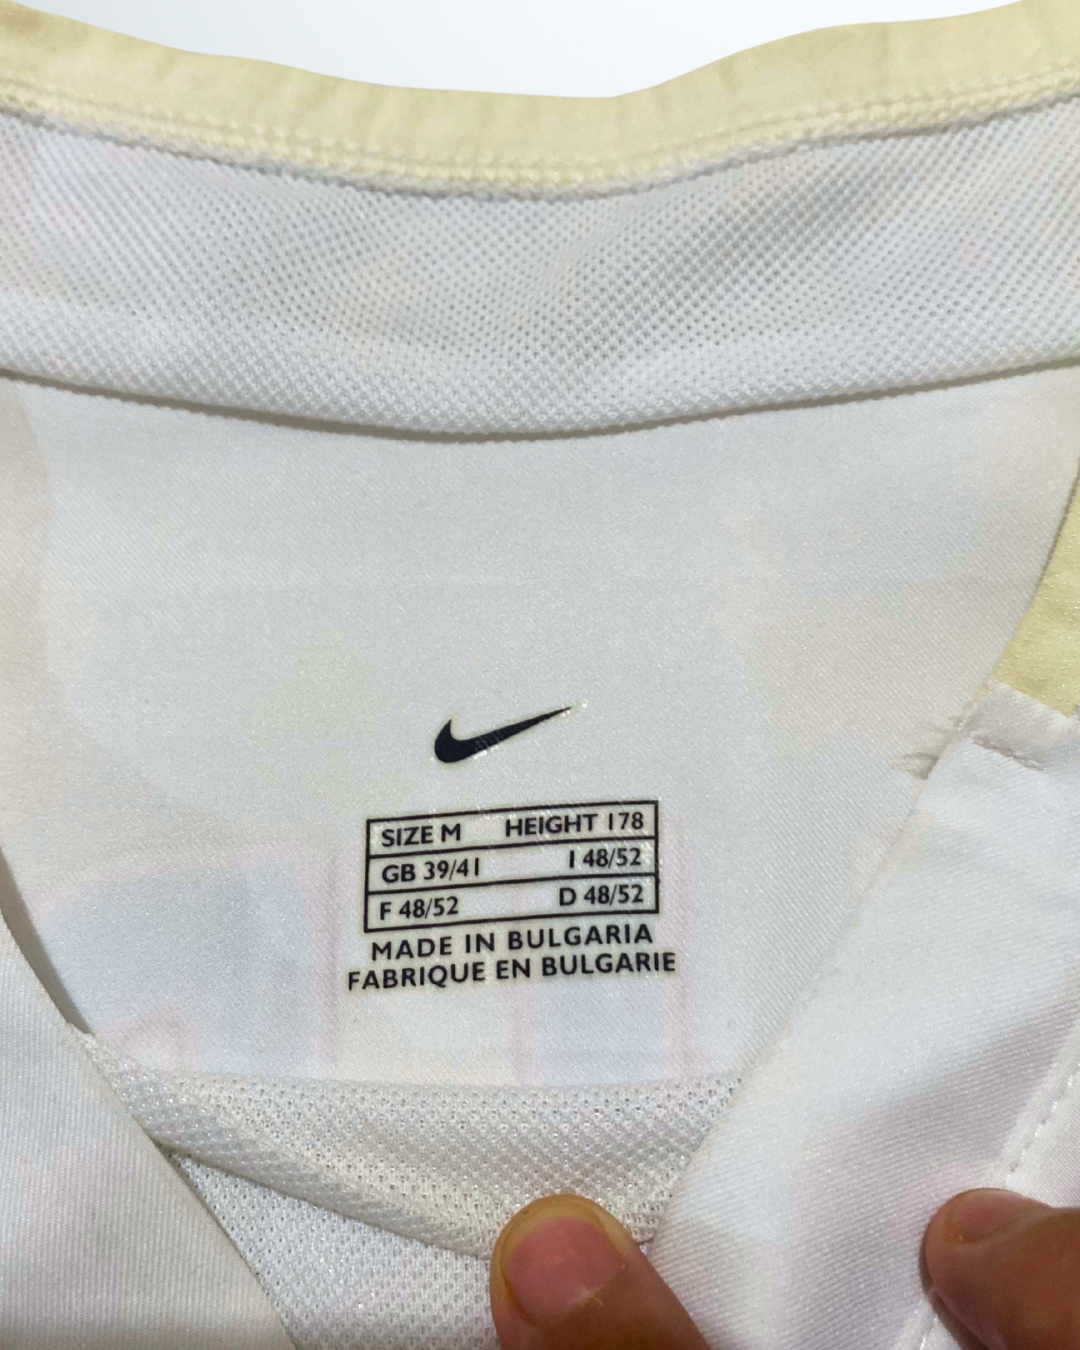 SIZE M HEIGHT 178
GB 39/41 I 48/52
F 48/52 D 48/52
MADE IN BULGARIA
FABRIQUE EN BULGARIE